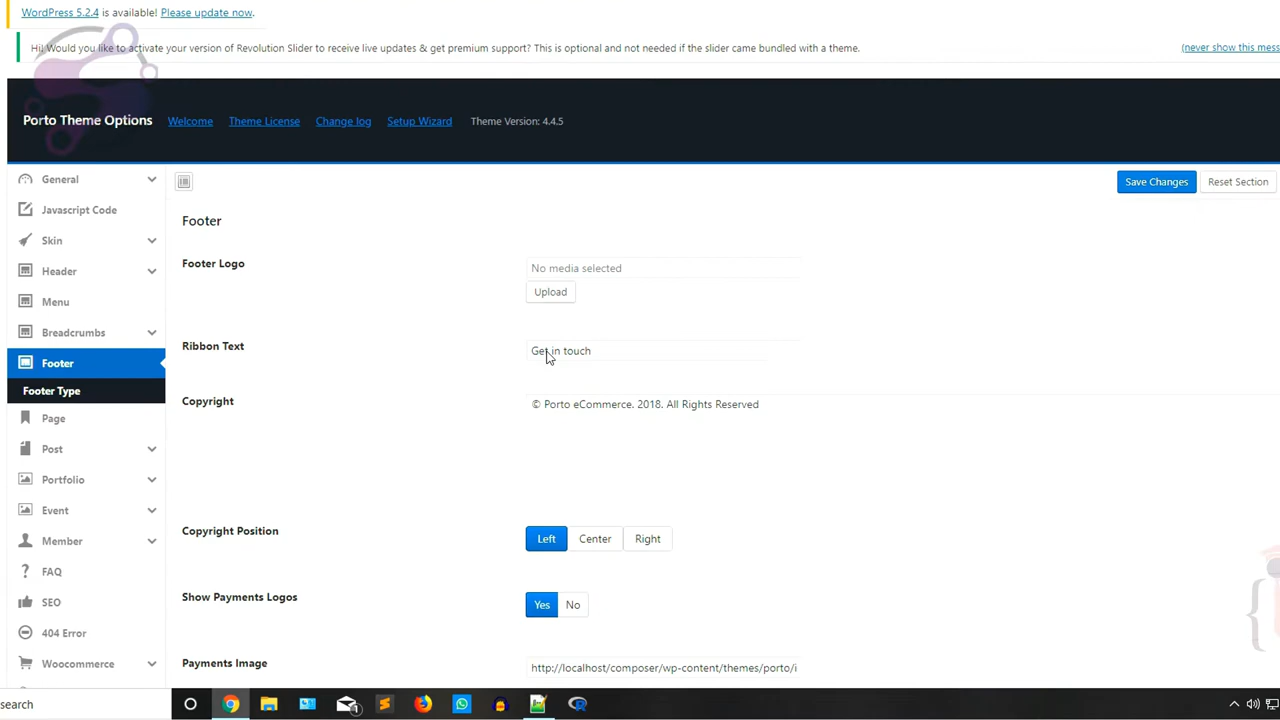 WordPress 5.2.4 is available! Please update now.
Hi! Would you like to activate your version of Revolution Slider to receive live updates & get premium support? This is optional and not needed if the slider came bundled with a theme.
(never show this mess
Porto Theme Options
Welcome
Theme License
Change log
Setup Wizard
Theme Version: 4.4.5
General
Save Changes
Reset Section
Javascript Code
Footer
Skin
Footer Logo
No media selected
Header
Upload
Menu
Breadcrumbs
Ribbon Text
Get in touch
Footer
Footer Type
Copyright
© Porto eCommerce. 2018. All Rights Reserved
Page
Post
Portfolio
Event
Copyright Position
Left
Center
Right
Member
FAQ
Show Payments Logos
Yes
No
SEO
404 Error
Woocommerce
Payments Image
http://localhost/composer/wp-content/themes/porto/i
search